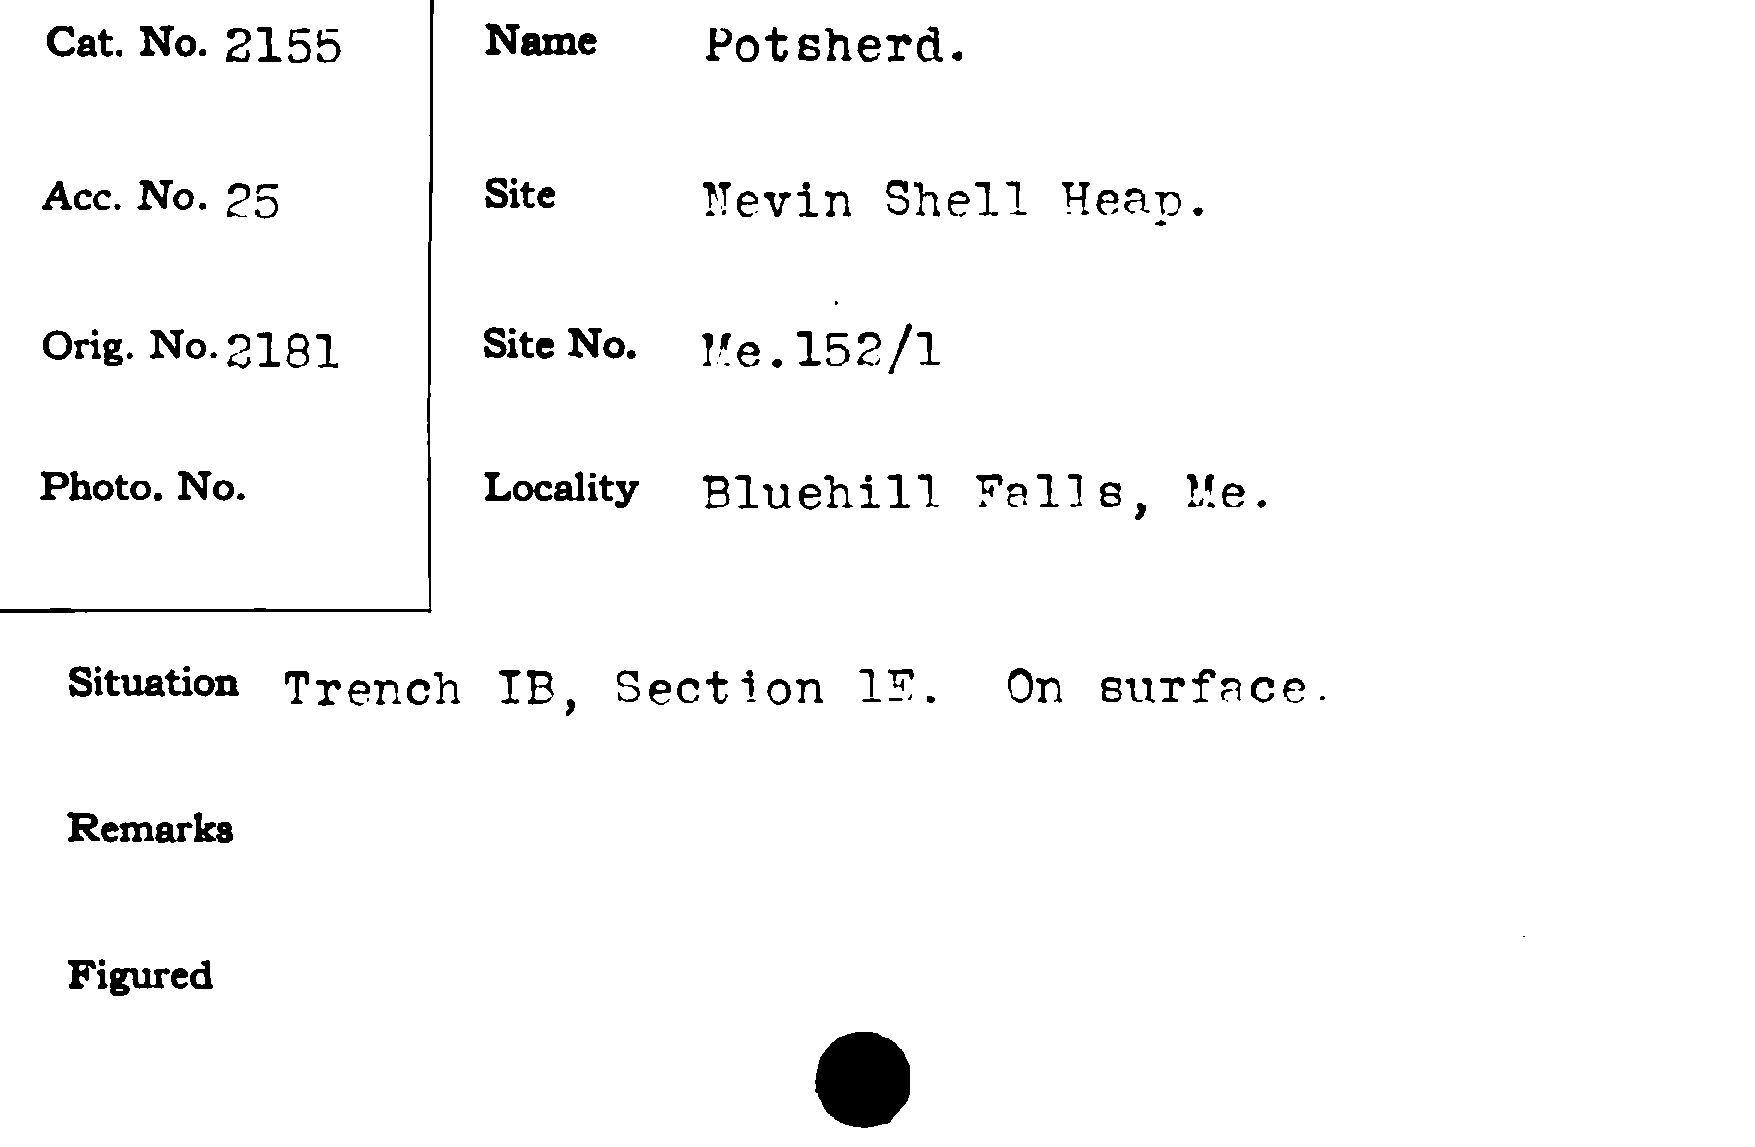 Cat. No. 2155
Name Potsherd.
Acc. No. 25
Site Nevin Shell Heap.
Orig. No. 2181
Site No. Me.152/1
Photo. No.
Locality Bluehill Falls, Me.
Situation Trench IB, Section 1E. On surface.
Remarks
Figured